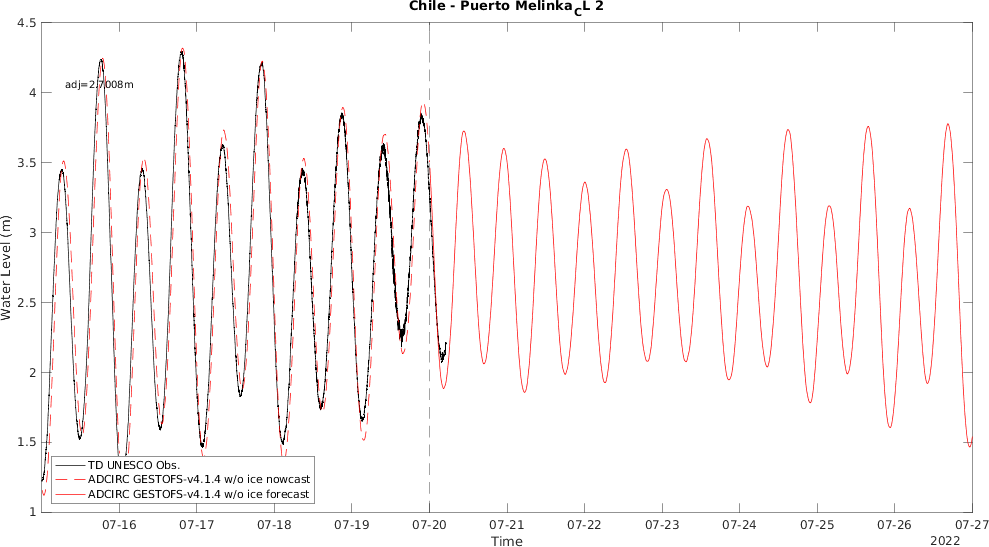 Chile - Puerto Melinka_CL 2
4.5
4
3.5
3
2.5
2
1.5
1
Water Level (m)
adj=2.7008m
TD UNESCO Obs.
ADCIRC GESTOFS-v4.1.4 w/o ice nowcast
ADCIRC GESTOFS-v4.1.4 w/o ice forecast
07-16 07-17 07-18 07-19 07-20 07-21 07-22 07-23 07-24 07-25 07-26 07-27
Time
2022